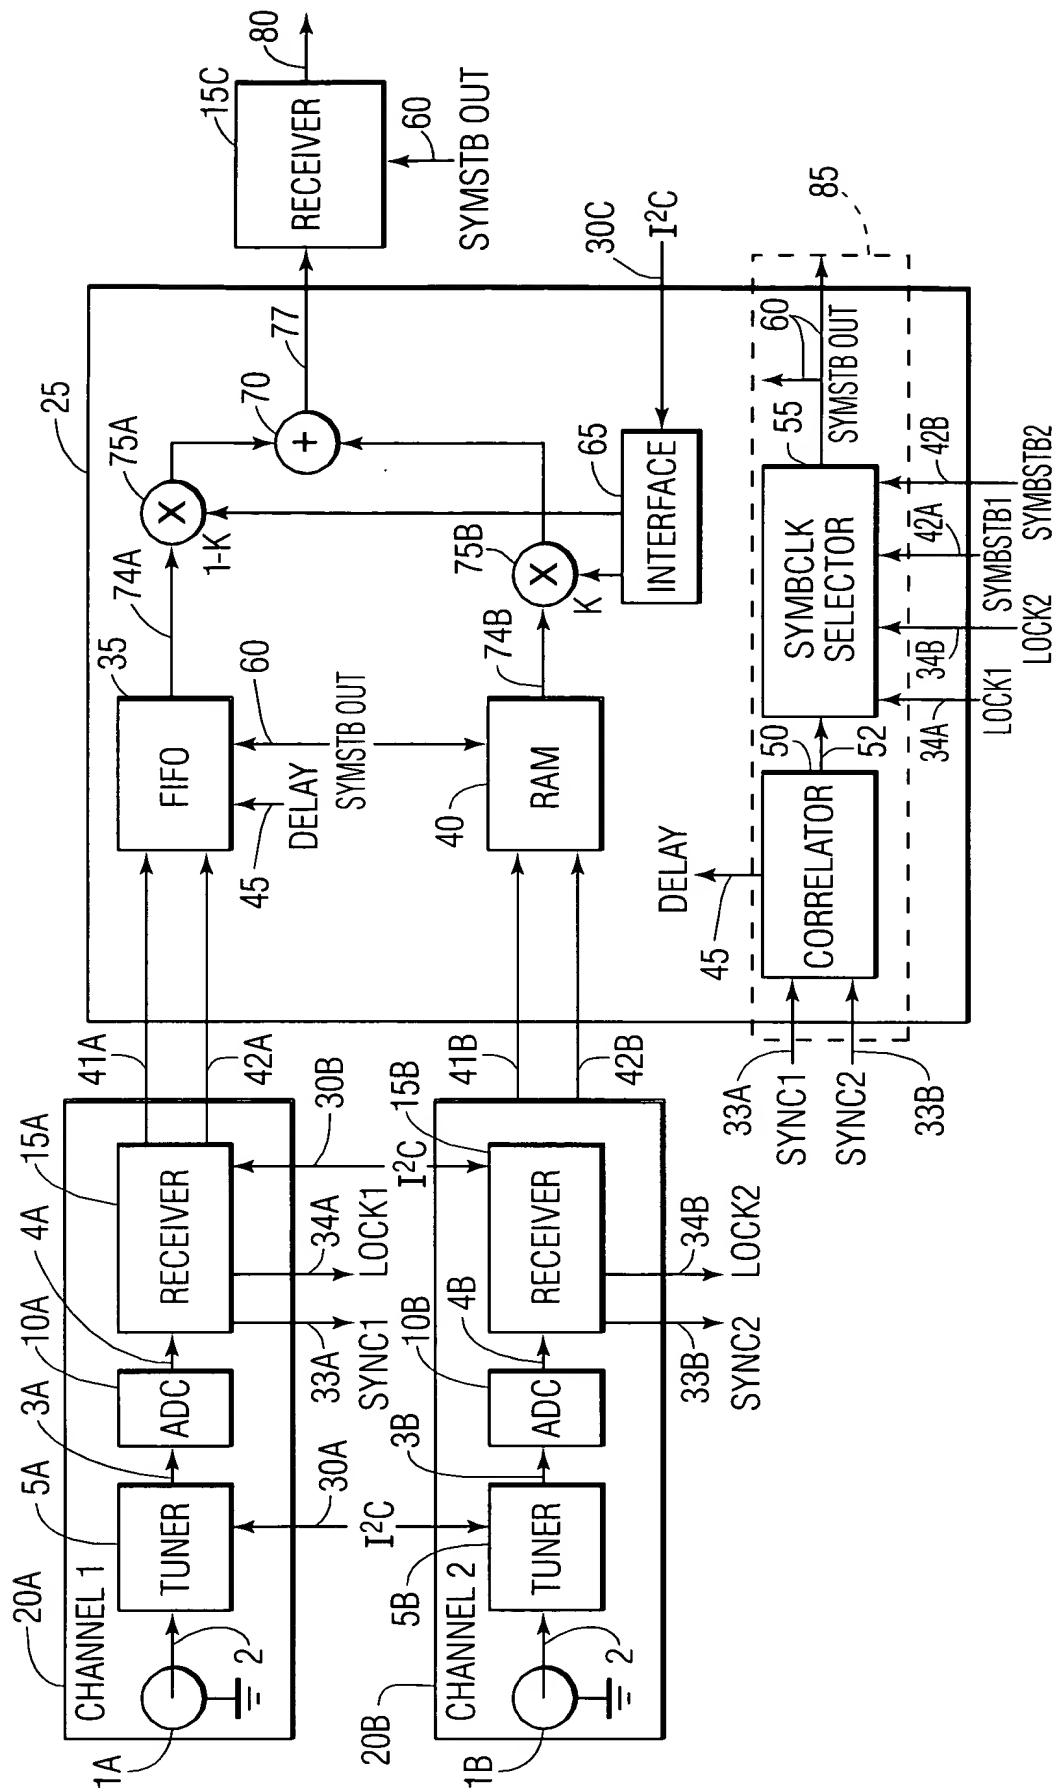 20A
CHANNEL 1
1A
2
5A
TUNER
3A
10A
ADC
4A
15A
RECEIVER
41A
42A
30A
I²C
33A
SYNC1
34A
LOCK1
30B
I²C
20B
CHANNEL 2
1B
2
5B
TUNER
3B
10B
ADC
4B
15B
RECEIVER
41B
42B
33B
SYNC2
34B
LOCK2
25
35
FIFO
45
DELAY
60
SYMSTB OUT
74A
75A
X
1-K
70
+
77
40
RAM
74B
75B
X
K
65
INTERFACE
30C
I²C
15C
RECEIVER
80
60
SYMSTB OUT
85
33A
SYNC1
SYNC2
33B
45
DELAY
50
CORRELATOR
52
55
SYMBCLK
SELECTOR
60
SYMSTB OUT
34A
LOCK1
34B
LOCK2
42A
SYMBSTB1
42B
SYMBSTB2